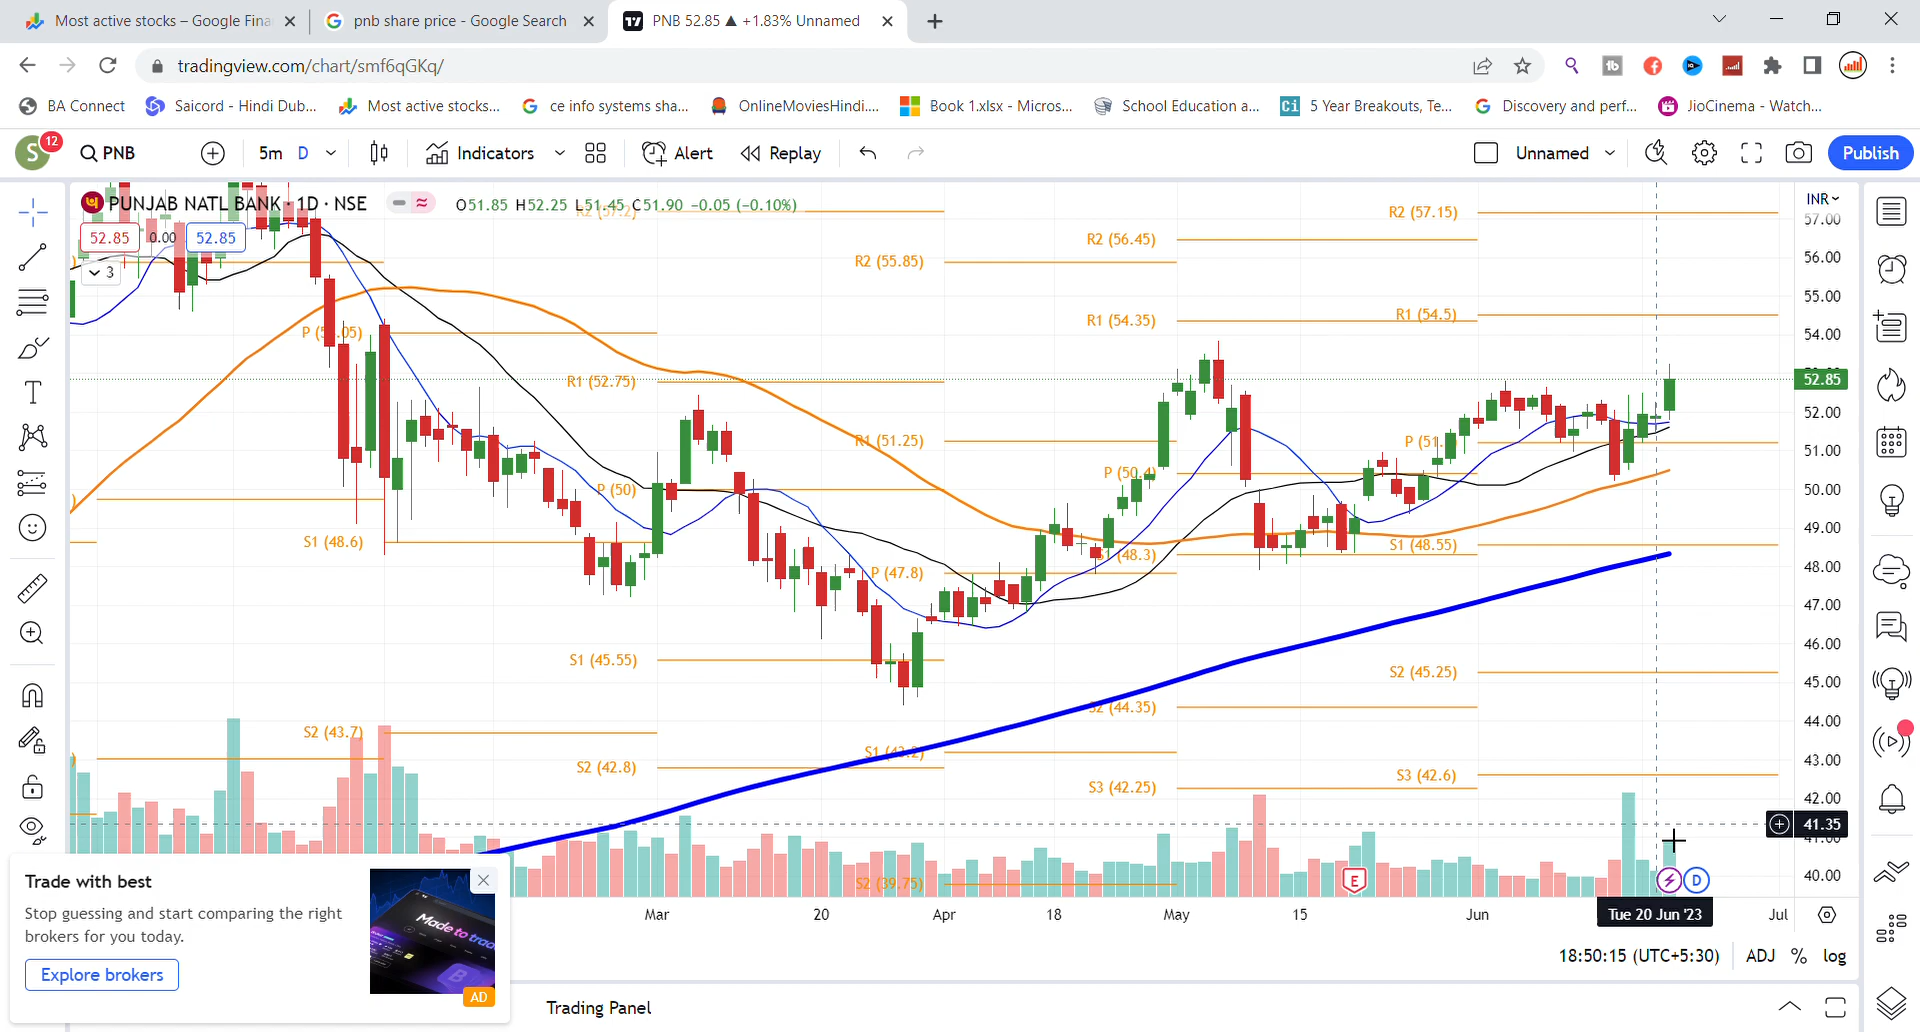 Most active stocks – Google Fina
pnb share price - Google Search
PNB 52.85 ▲ +1.83% Unnamed
tradingview.com/chart/smf6qGKq/
BA Connect
Saicord - Hindi Dub...
Most active stocks...
ce info systems sha...
OnlineMoviesHindi....
Book 1.xlsx - Micros...
School Education a...
5 Year Breakouts, Te...
Discovery and perf...
JioCinema - Watch...
S 12
PNB
5m D
Indicators
Alert
Replay
Unnamed
Publish
PUNJAB NATL BANK · 1D · NSE
O51.85 H52.25 L51.45 C51.90 −0.05 (−0.10%)
52.85 0.00 52.85
3
INR
57.00
56.00
55.00
54.00
52.85
52.00
51.00
50.00
49.00
48.00
47.00
46.00
45.00
44.00
43.00
42.00
41.35
41.00
40.00
R2 (57.15)
R2 (56.45)
R2 (55.85)
R1 (54.5)
R1 (54.35)
R1 (52.75)
R1 (51.25)
P (50.4)
P (50)
S1 (48.6)
S1 (48.55)
S1 (48.3)
P (47.8)
S1 (45.55)
S2 (45.25)
S2 (44.35)
S2 (43.7)
S2 (42.8)
S3 (42.6)
S3 (42.25)
S2 (39.75)
E
D
Mar
20
Apr
18
May
15
Jun
Tue 20 Jun '23
Jul
18:50:15 (UTC+5:30)
ADJ
%
log
Trade with best
Stop guessing and start comparing the right
brokers for you today.
Explore brokers
Made to trade
AD
Trading Panel